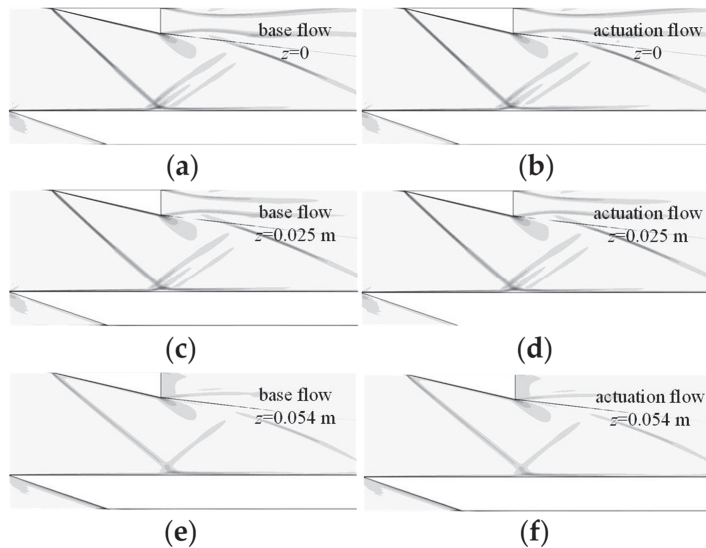 base flow
z=0
actuation flow
z=0
(a)
(b)
base flow
z=0.025 m
actuation flow
z=0.025 m
(c)
(d)
base flow
z=0.054 m
actuation flow
z=0.054 m
(e)
(f)